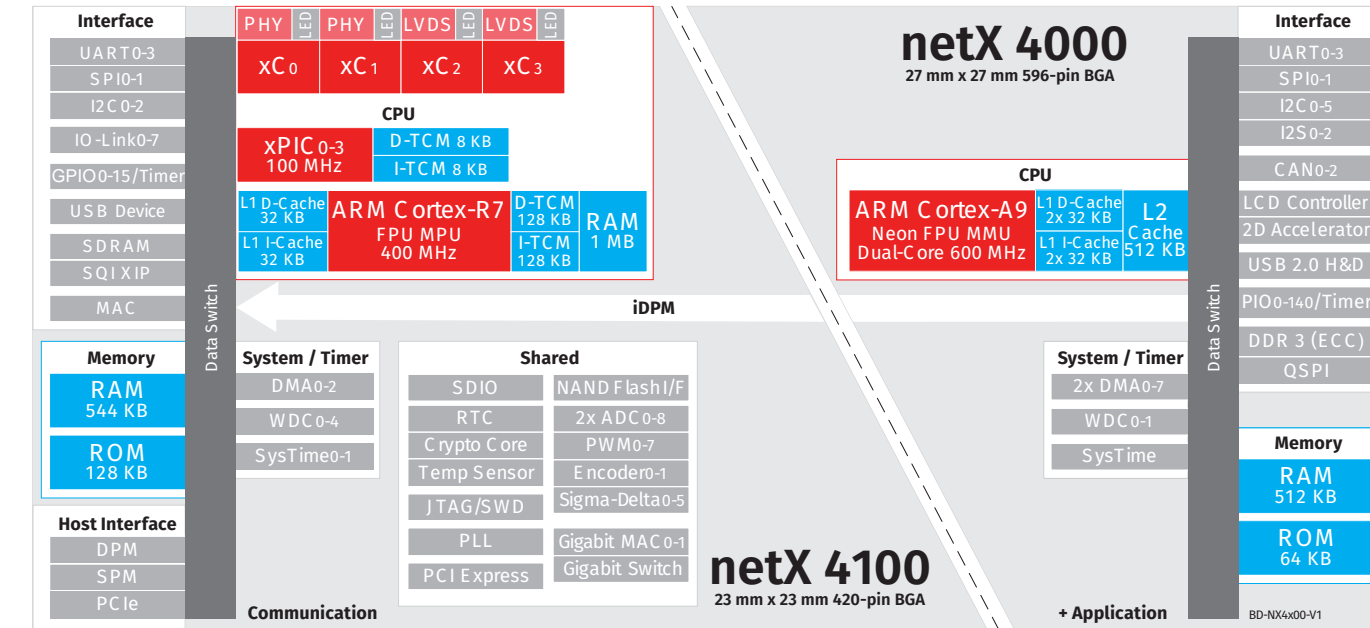 Interface
UART0-3
SPI0-1
I2C0-2
IO-Link0-7
GPIO0-15/Timer
USB Device
SDRAM
SQI XIP
MAC
Memory
RAM
544 KB
ROM
128 KB
Host Interface
DPM
SPM
PCIe
Data Switch
PHY LED PHY LED LVDS LED LVDS LED
xC0 xC1 xC2 xC3
CPU
xPIC0-3
100 MHz
D-TCM 8 KB
I-TCM 8 KB
L1 D-Cache
32 KB
L1 I-Cache
32 KB
ARM Cortex-R7
FPU MPU
400 MHz
D-TCM
128 KB
I-TCM
128 KB
RAM
1 MB
iDPM
System / Timer
DMA0-2
WDC0-4
SysTime0-1
Shared
SDIO
RTC
Crypto Core
Temp Sensor
JTAG/SWD
PLL
PCI Express
NAND Flash I/F
2x ADC0-8
PWM0-7
Encoder0-1
Sigma-Delta0-5
Gigabit MAC0-1
Gigabit Switch
Communication
netX 4100
23 mm x 23 mm 420-pin BGA
netX 4000
27 mm x 27 mm 596-pin BGA
CPU
ARM Cortex-A9
Neon FPU MMU
Dual-Core 600 MHz
L1 D-Cache
2x 32 KB
L1 I-Cache
2x 32 KB
L2
Cache
512 KB
System / Timer
2x DMA0-7
WDC0-1
SysTime
+ Application
Data Switch
Interface
UART0-3
SPI0-1
I2C0-5
I2S0-2
CAN0-2
LCD Controller
2D Accelerator
USB 2.0 H&D
PIO0-140/Timer
DDR 3 (ECC)
QSPI
Memory
RAM
512 KB
ROM
64 KB
BD-NX4x00-V1